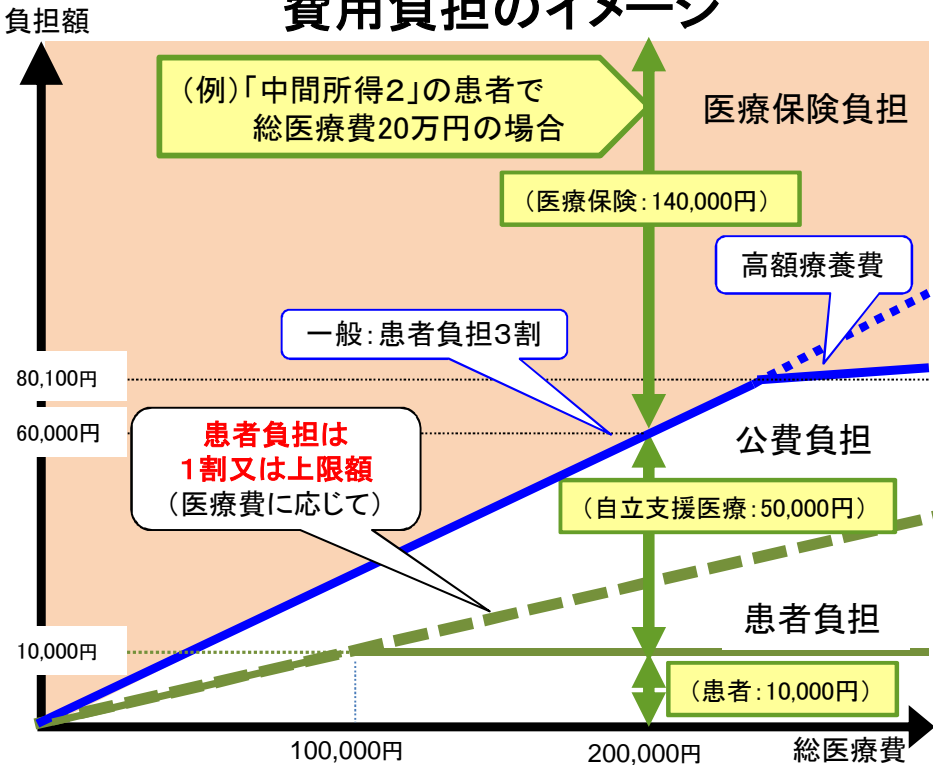 費用負担のイメージ
負担額
(例)「中間所得2」の患者で
総医療費20万円の場合
医療保険負担
(医療保険:140,000円)
高額療養費
一般:患者負担3割
80,100円
60,000円
患者負担は
1割又は上限額
(医療費に応じて)
公費負担
(自立支援医療:50,000円)
患者負担
10,000円
(患者:10,000円)
100,000円
200,000円
総医療費